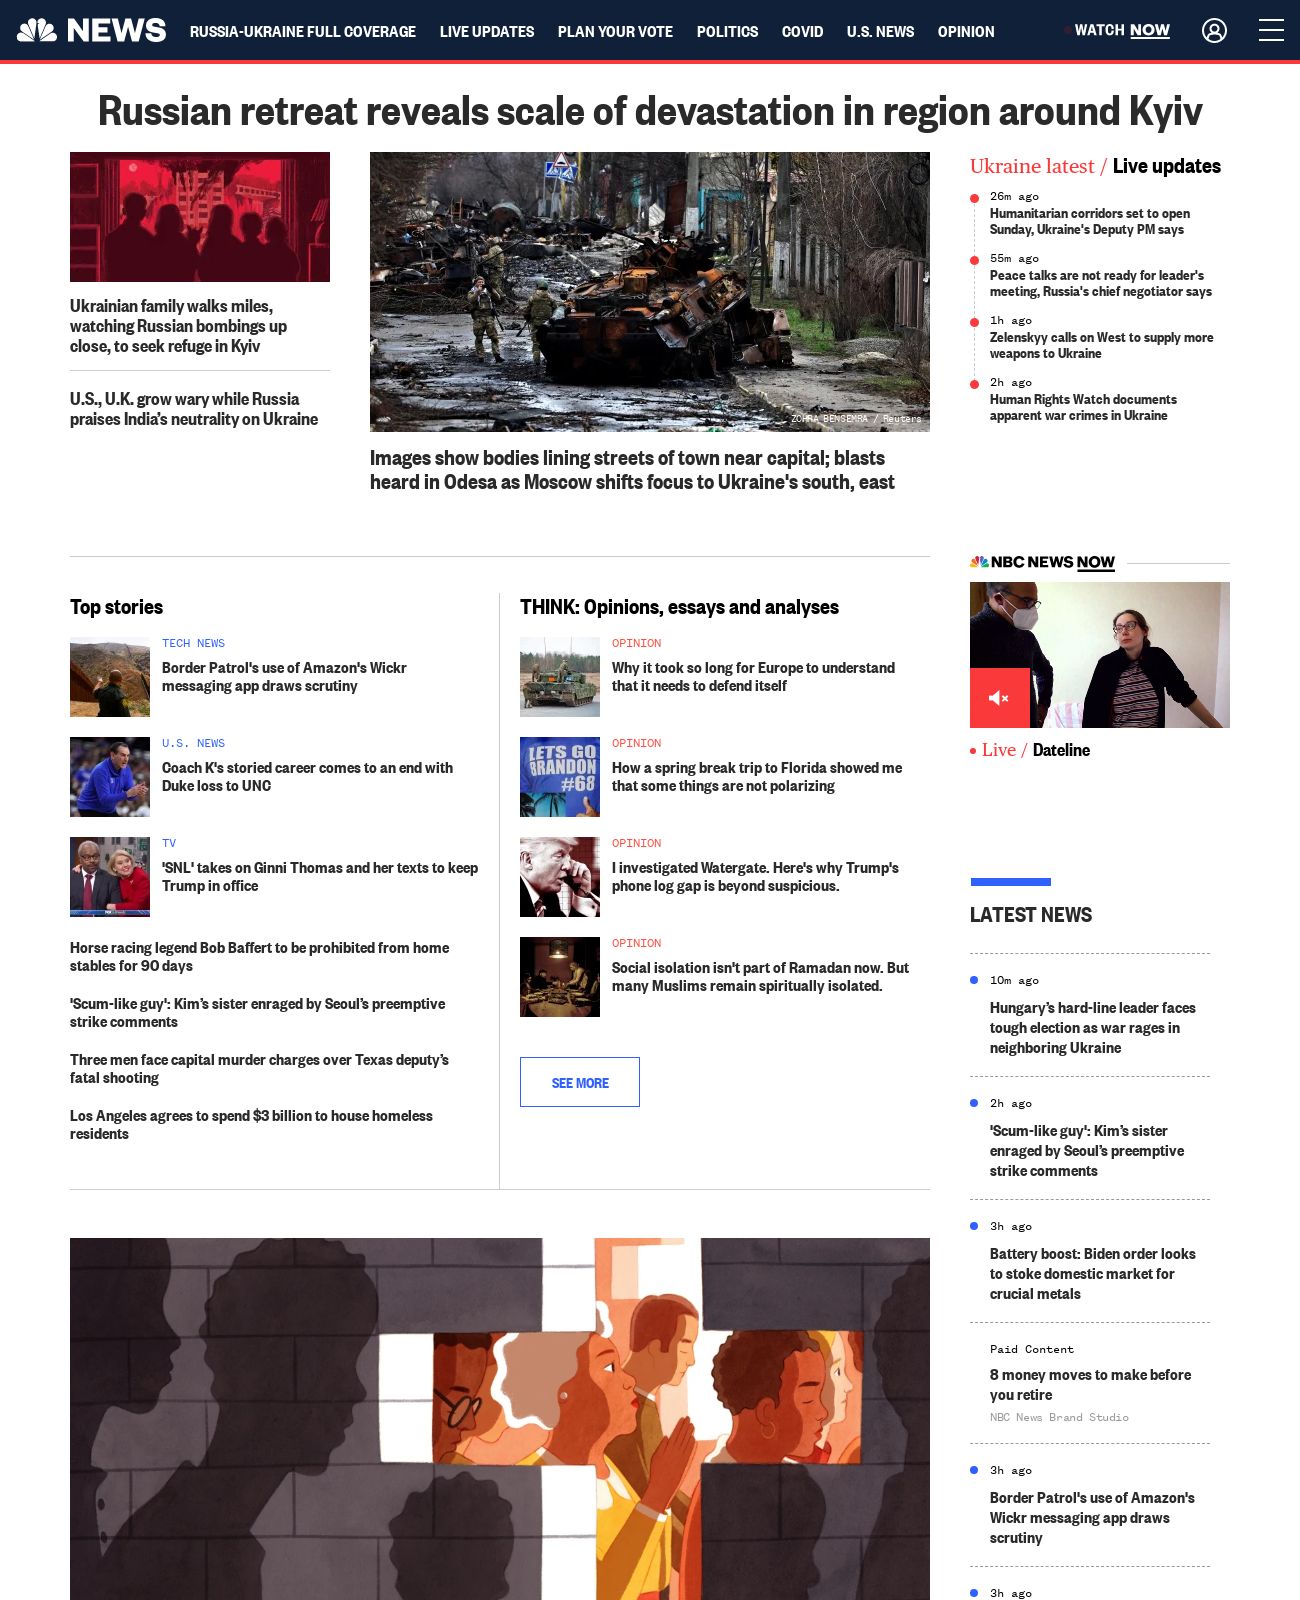 NEWS
RUSSIA-UKRAINE FULL COVERAGE
LIVE UPDATES
PLAN YOUR VOTE
POLITICS
COVID
U.S. NEWS
OPINION
WATCH NOW
Russian retreat reveals scale of devastation in region around Kyiv
Ukrainian family walks miles,
watching Russian bombings up
close, to seek refuge in Kyiv
U.S., U.K. grow wary while Russia
praises India’s neutrality on Ukraine
ZOHRA BENSEMRA / Reuters
Images show bodies lining streets of town near capital; blasts
heard in Odesa as Moscow shifts focus to Ukraine's south, east
Ukraine latest / Live updates
26m ago
Humanitarian corridors set to open
Sunday, Ukraine's Deputy PM says
55m ago
Peace talks are not ready for leader's
meeting, Russia's chief negotiator says
1h ago
Zelenskyy calls on West to supply more
weapons to Ukraine
2h ago
Human Rights Watch documents
apparent war crimes in Ukraine
Top stories
TECH NEWS
Border Patrol's use of Amazon's Wickr
messaging app draws scrutiny
U.S. NEWS
Coach K's storied career comes to an end with
Duke loss to UNC
TV
'SNL' takes on Ginni Thomas and her texts to keep
Trump in office
Horse racing legend Bob Baffert to be prohibited from home
stables for 90 days
'Scum-like guy': Kim’s sister enraged by Seoul’s preemptive
strike comments
Three men face capital murder charges over Texas deputy’s
fatal shooting
Los Angeles agrees to spend $3 billion to house homeless
residents
THINK: Opinions, essays and analyses
OPINION
Why it took so long for Europe to understand
that it needs to defend itself
LETS GO
BRANDON
#68
OPINION
How a spring break trip to Florida showed me
that some things are not polarizing
OPINION
I investigated Watergate. Here's why Trump's
phone log gap is beyond suspicious.
OPINION
Social isolation isn't part of Ramadan now. But
many Muslims remain spiritually isolated.
SEE MORE
NBC NEWS NOW
Live / Dateline
LATEST NEWS
10m ago
Hungary’s hard-line leader faces
tough election as war rages in
neighboring Ukraine
2h ago
'Scum-like guy': Kim’s sister
enraged by Seoul’s preemptive
strike comments
3h ago
Battery boost: Biden order looks
to stoke domestic market for
crucial metals
Paid Content
8 money moves to make before
you retire
NBC News Brand Studio
3h ago
Border Patrol's use of Amazon's
Wickr messaging app draws
scrutiny
3h ago